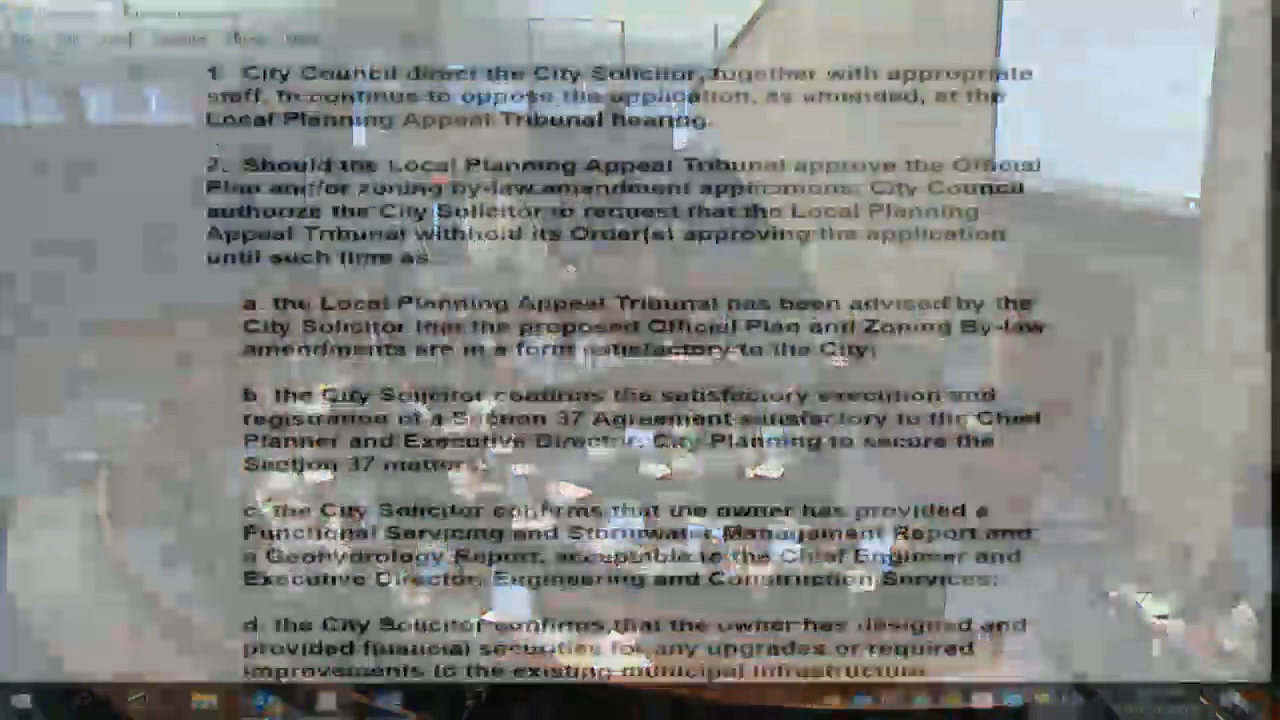 1. City Council direct the City Solicitor, together with appropriate
staff, to continue to oppose the application, as amended, at the
Local Planning Appeal Tribunal hearing.
2. Should the Local Planning Appeal Tribunal approve the Official
Plan and/or zoning by-law amendment applications, City Council
authorize the City Solicitor to request that the Local Planning
Appeal Tribunal withhold its Order(s) approving the application
until such time as
a. the Local Planning Appeal Tribunal has been advised by the
City Solicitor that the proposed Official Plan and Zoning By-law
amendments are in a form satisfactory to the City;
b. the City Solicitor confirms the satisfactory execution and
registration of a Section 37 Agreement satisfactory to the Chief
Planner and Executive Director, City Planning to secure the
Section 37 matters
c. the City Solicitor confirms that the owner has provided a
Functional Servicing and Stormwater Management Report and
a Geohydrology Report, acceptable to the Chief Engineer and
Executive Director, Engineering and Construction Services;
d. the City Solicitor confirms that the owner has designed and
provided financial securities for any upgrades or required
improvements to the existing municipal infrastructure